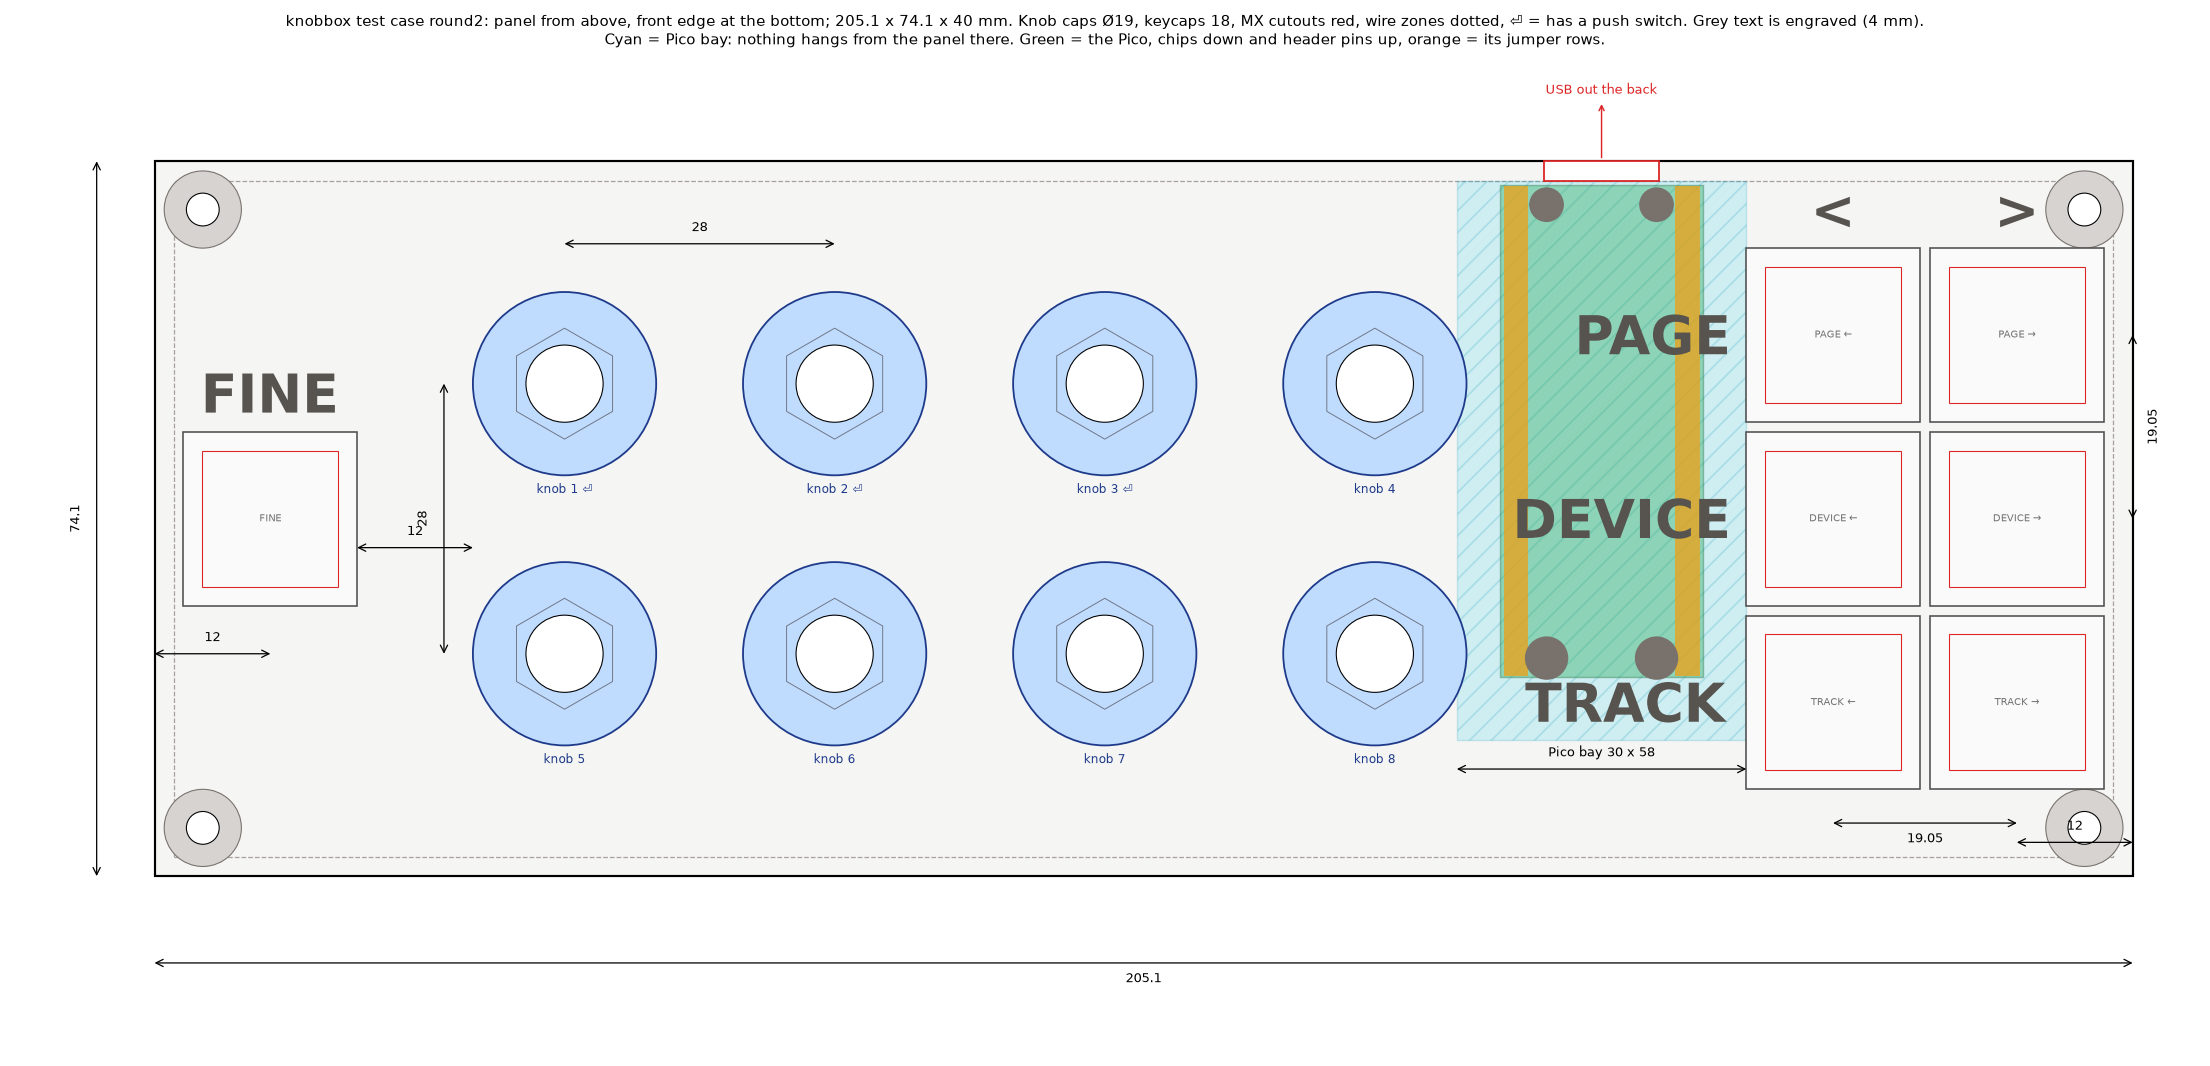 knobbox test case round2: panel from above, front edge at the bottom; 205.1 x 74.1 x 40 mm. Knob caps Ø19, keycaps 18, MX cutouts red, wire zones dotted, ⏎ = has a push switch. Grey text is engraved (4 mm).
Cyan = Pico bay: nothing hangs from the panel there. Green = the Pico, chips down and header pins up, orange = its jumper rows.
USB out the back
< >
28
PAGE
PAGE ←
PAGE →
FINE
19.05
knob 1 ⏎
knob 2 ⏎
knob 3 ⏎
knob 4
74.1
FINE
12
28
DEVICE
DEVICE ←
DEVICE →
12
TRACK
TRACK ←
TRACK →
knob 5
knob 6
knob 7
knob 8
Pico bay 30 x 58
19.05
12
205.1